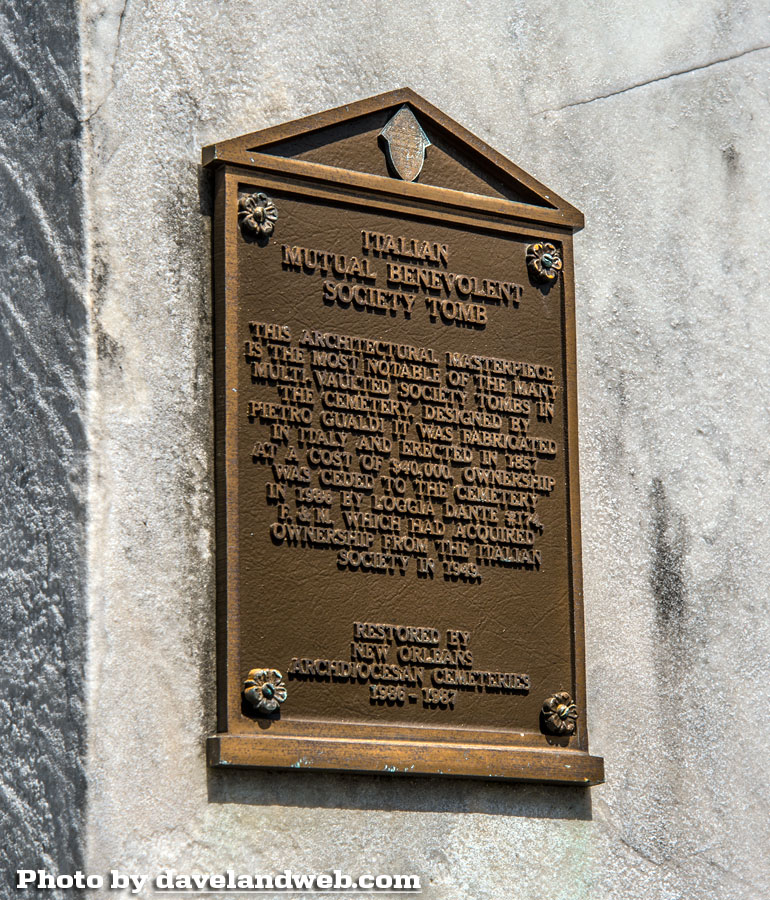 ITALIAN
MUTUAL BENEVOLENT
SOCIETY TOMB
THIS ARCHITECTURAL MASTERPIECE
IS THE MOST NOTABLE OF THE MANY
MULTI, VAULTED SOCIETY TOMBS IN
THE CEMETERY. DESIGNED BY
PIETRO GUALDI IT WAS FABRICATED
IN ITALY AND ERECTED IN 1857
AT A COST OF $40,000. OWNERSHIP
WAS CEDED TO THE CEMETERY
IN 1986 BY LOGGIA DANTE #174,
F. & M. WHICH HAD ACQUIRED
OWNERSHIP FROM THE ITALIAN
SOCIETY IN 1943.
RESTORED BY
NEW ORLEANS
ARCHDIOCESAN CEMETERIES
1986 - 1987
Photo by davelandweb.com